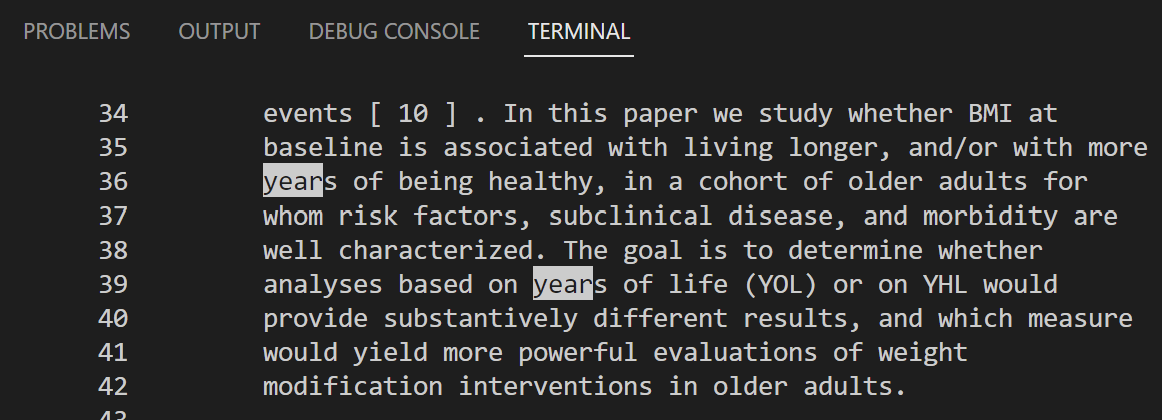 PROBLEMS OUTPUT DEBUG CONSOLE TERMINAL
34 events [ 10 ] . In this paper we study whether BMI at
35 baseline is associated with living longer, and/or with more
36 years of being healthy, in a cohort of older adults for
37 whom risk factors, subclinical disease, and morbidity are
38 well characterized. The goal is to determine whether
39 analyses based on years of life (YOL) or on YHL would
40 provide substantively different results, and which measure
41 would yield more powerful evaluations of weight
42 modification interventions in older adults.
43